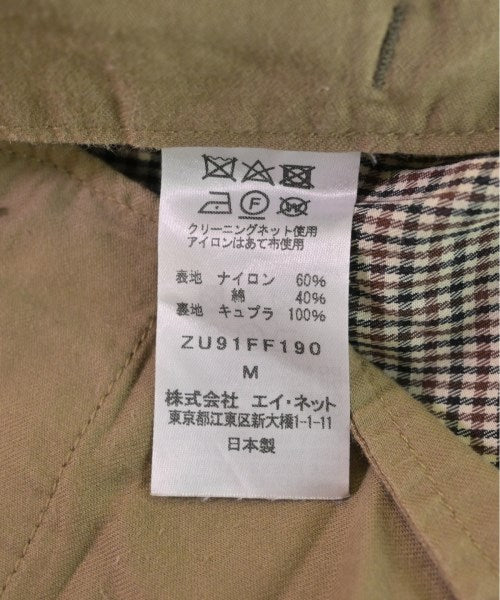 クリーニングネット使用
アイロンはあて布使用
表地 ナイロン 60%
綿 40%
裏地 キュプラ 100%
ZU91FF190
M
株式会社 エイ・ネット
東京都江東区新大橋1-1-11
日本製